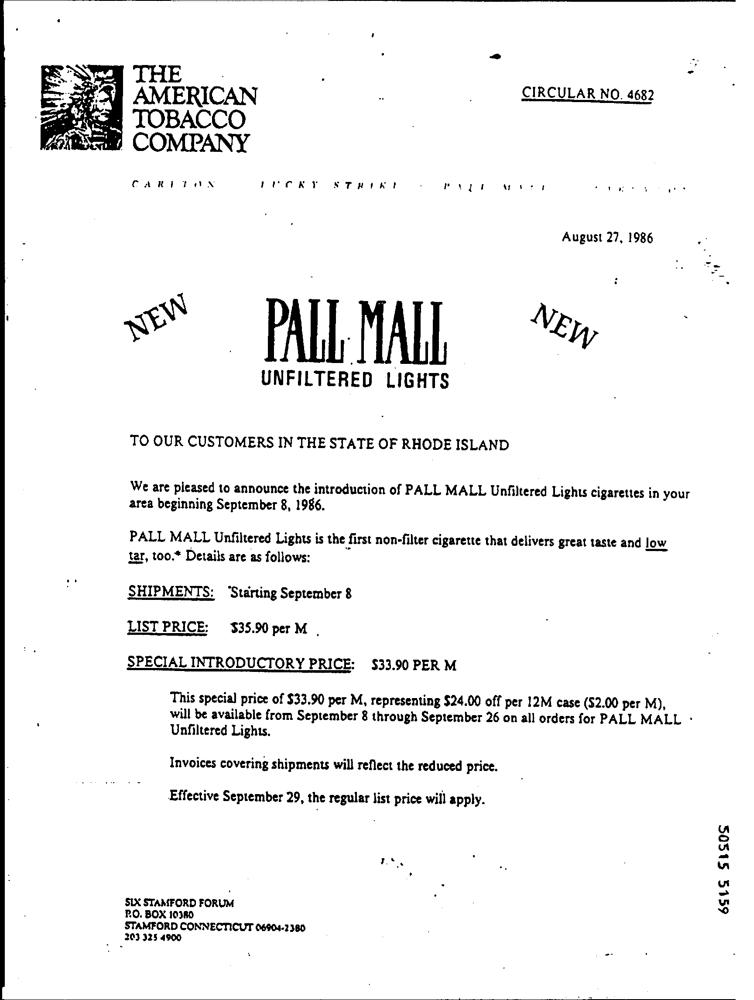 THE
AMERICAN
TOBACCO
COMPANY
CIRCULAR NO. 4682
CARLTON LUCKY STRIKE PALL MALL
August 27, 1986
NEW
NEW
PALL MALL
UNFILTERED LIGHTS
TO OUR CUSTOMERS IN THE STATE OF RHODE ISLAND
We are pleased to announce the introduction of PALL MALL Unfiltered Lights cigarettes in your
area beginning September 8, 1986.
PALL MALL Unfiltered Lights is the first non-filter cigarette that delivers great taste and low
tar, too.* Details are as follows:
SHIPMENTS: Starting September 8
LIST PRICE: $35.90 per M
SPECIAL INTRODUCTORY PRICE: $33.90 PER M
This special price of $33.90 per M, representing $24.00 off per 12M case ($2.00 per M),
will be available from September 8 through September 26 on all orders for PALL MALL
Unfiltered Lights.
Invoices covering shipments will reflect the reduced price.
Effective September 29, the regular list price will apply.
SIX STAMFORD FORUM
P.O. BOX 10380
STAMFORD CONNECTICUT 06904-2380
203 325 4900
50515 5159